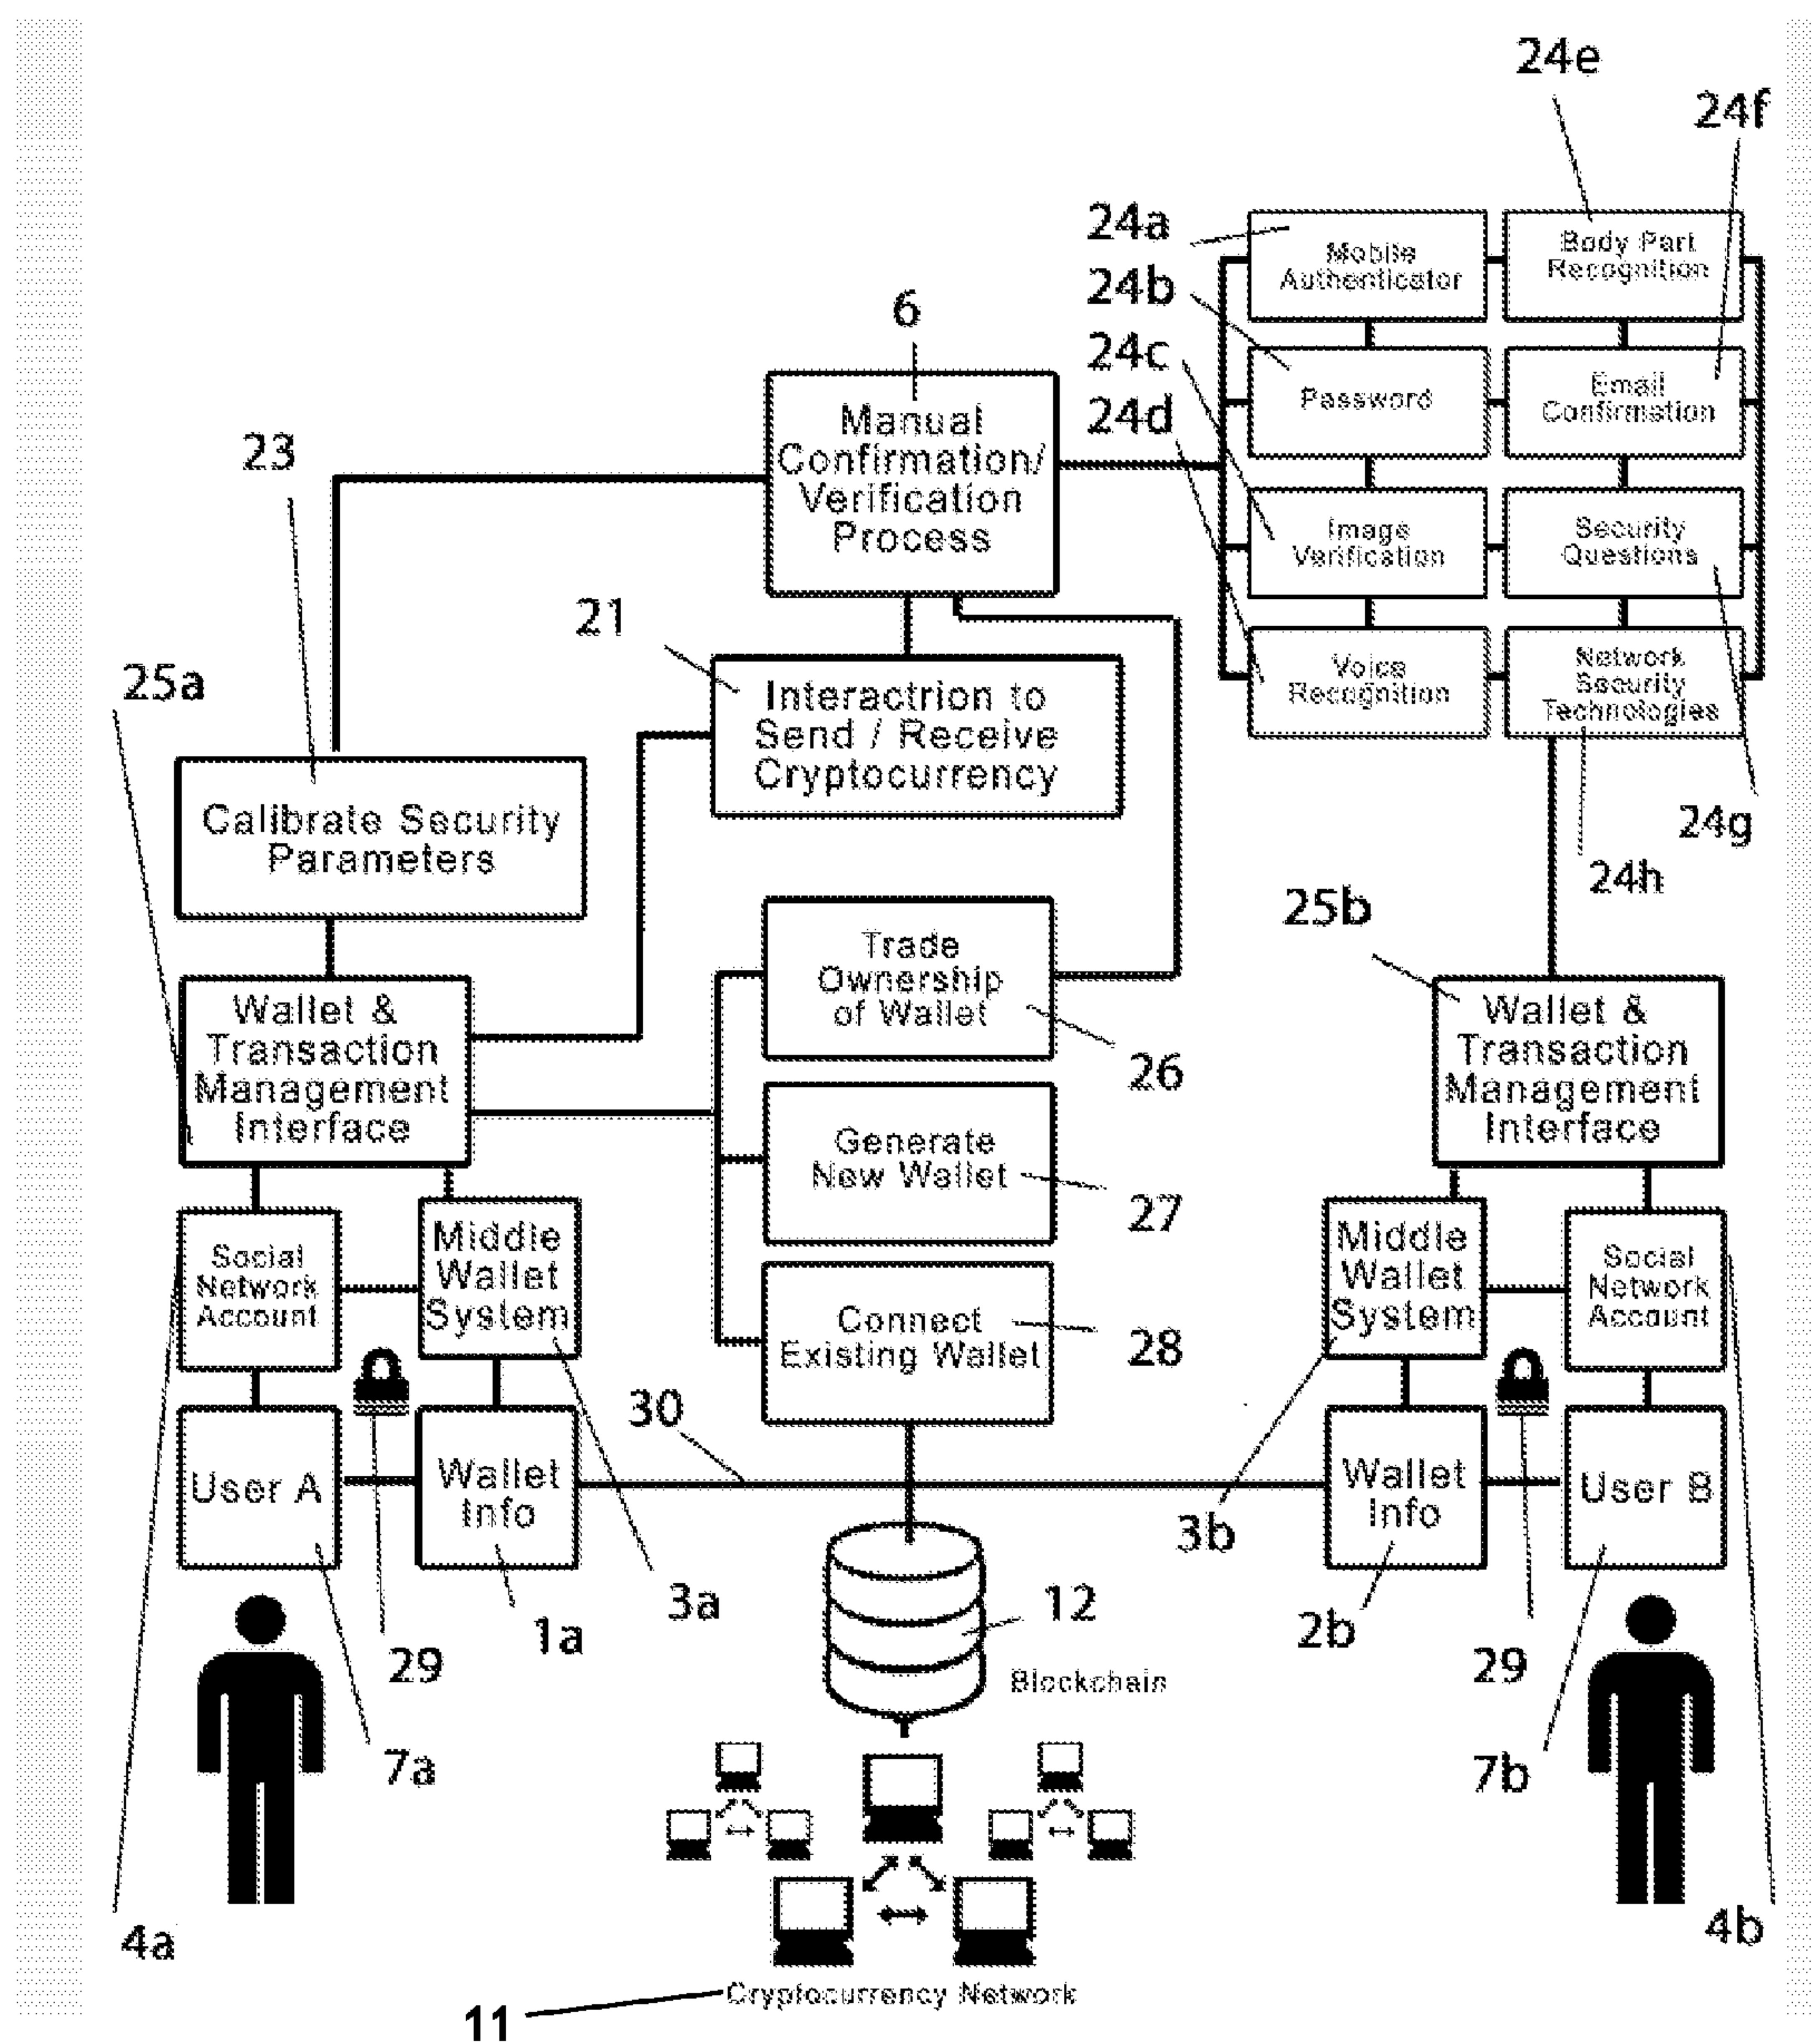 24e
24f
24a
Mobile
Authenticator
Body Part
Recognition
24b
6
24c
Password
Email
Confirmation
24d
Manual
Confirmation/
Verification
Process
23
Image
Verification
Security
Questions
21
25a
Interactrion to
Send / Receive
Cryptocurrency
Voice
Recognition
Network
Security
Technologies
Calibrate Security
Parameters
24g
24h
25b
Trade
Ownership
of Wallet
26
Wallet &
Transaction
Management
Interface
Wallet &
Transaction
Management
Interface
Generate
New Wallet
27
Social
Network
Account
Middle
Wallet
System
Connect
Existing Wallet
28
Middle
Wallet
System
Social
Network
Account
30
User A
Wallet
Info
3b
Wallet
Info
User B
3a
1a
29
12
Blockchain
2b
29
7a
7b
4a
4b
Cryptocurrency Network
11